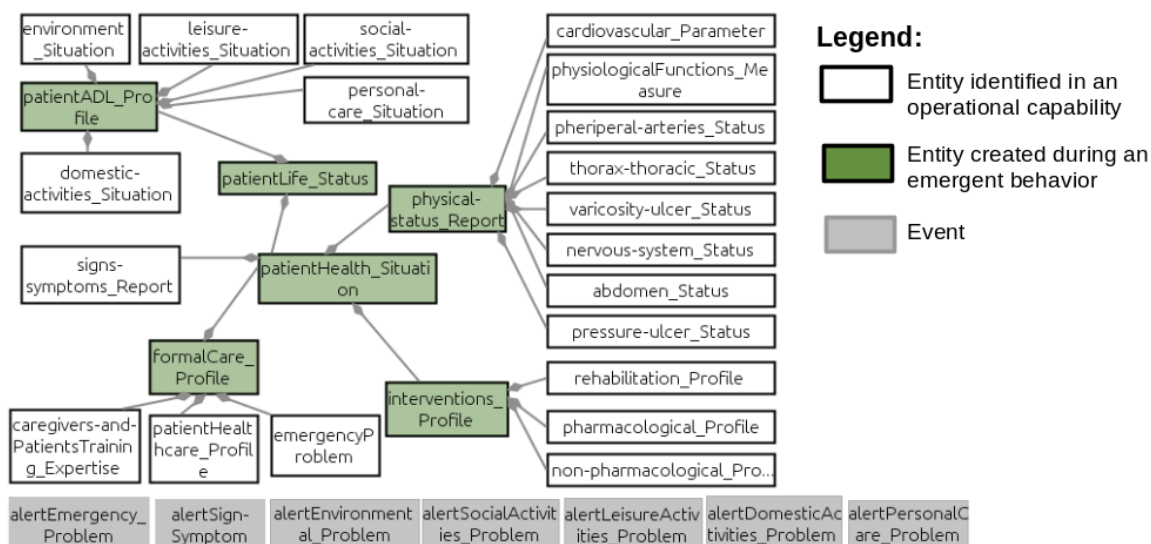 environment
_Situation
leisure-
activities_Situation
social-
activities_Situation
personal-
care_Situation
patientADL_Pro
file
domestic-
activities_Situation
patientLife_Status
physical-
status_Report
signs-
symptoms_Report
patientHealth_Situati
on
formalCare_
Profile
interventions_
Profile
caregivers-and-
PatientsTrainin
g_Expertise
patientHeal
thcare_Profil
e
emergencyP
roblem
cardiovascular_Parameter
physiologicalFunctions_Me
asure
pheriperal-arteries_Status
thorax-thoracic_Status
varicosity-ulcer_Status
nervous-system_Status
abdomen_Status
pressure-ulcer_Status
rehabilitation_Profile
pharmacological_Profile
non-pharmacological_Pro...
Legend:
Entity identified in an
operational capability
Entity created during an
emergent behavior
Event
alertEmergency_
Problem
alertSign-
Symptom
alertEnvironment
al_Problem
alertSocialActivit
ies_Problem
alertLeisureActiv
ities_Problem
alertDomesticAc
tivities_Problem
alertPersonalC
are_Problem